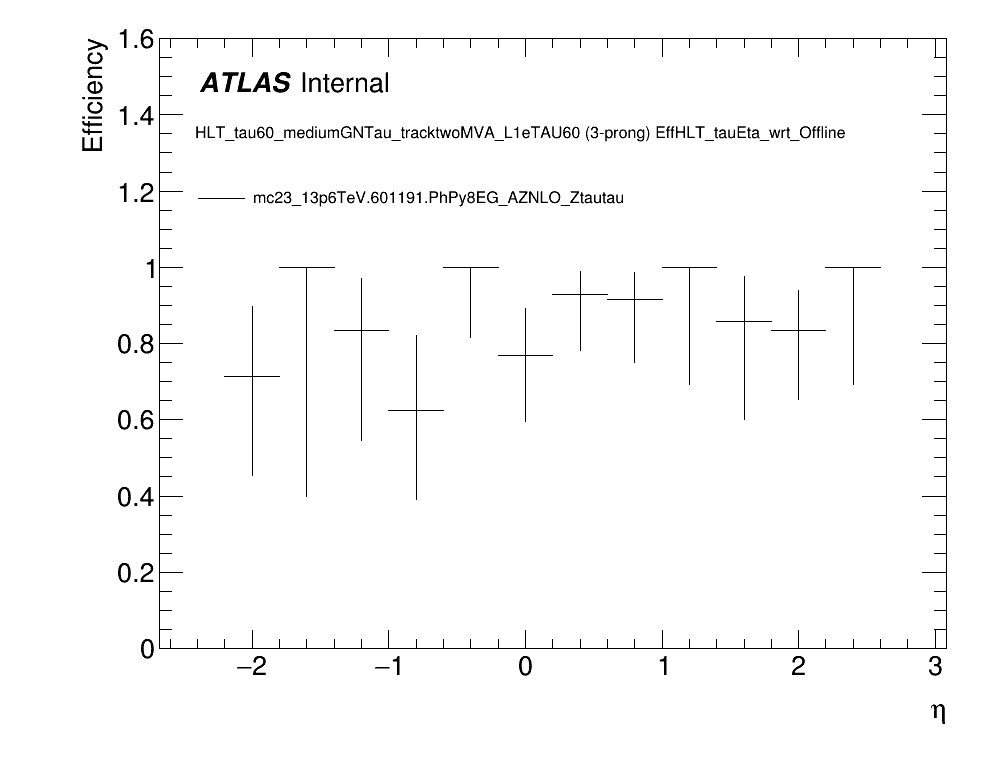 Efficiency
1.6
1.4
1.2
1
0.8
0.6
0.4
0.2
0
ATLAS Internal
HLT_tau60_mediumGNTau_tracktwoMVA_L1eTAU60 (3-prong) EffHLT_tauEta_wrt_Offline
mc23_13p6TeV.601191.PhPy8EG_AZNLO_Ztautau
−2 −1 0 1 2 3
η